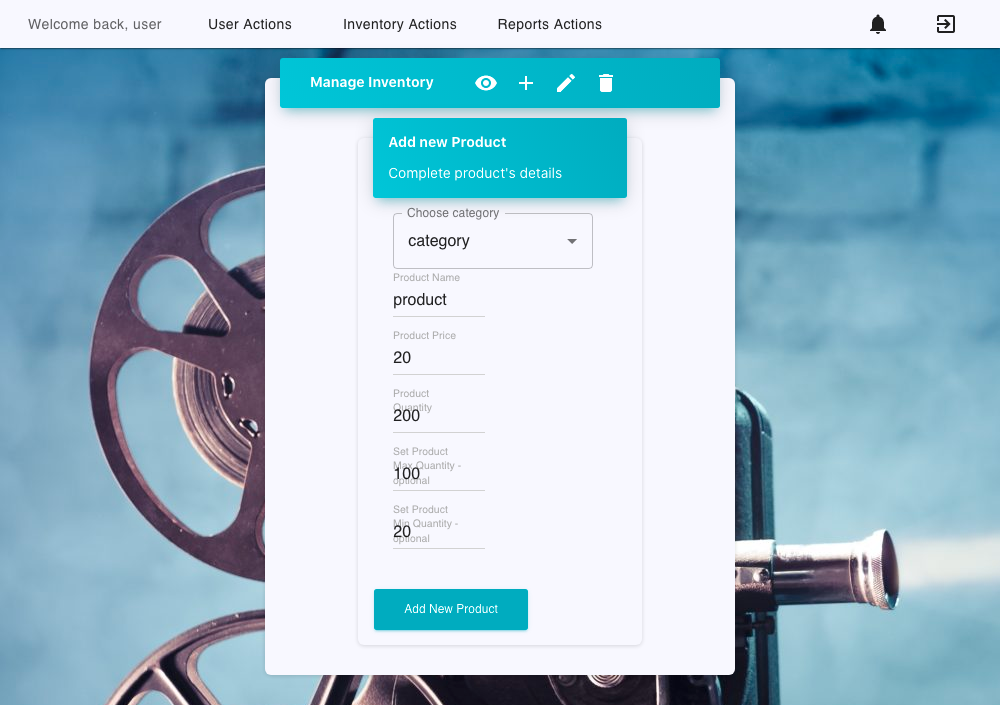 Welcome back, user
User Actions
Inventory Actions
Reports Actions
Manage Inventory
Add new Product
Complete product's details
Choose category
category
Product Name
product
Product Price
20
Product
Quantity
200
Set Product
Max Quantity -
optional
100
Set Product
Min Quantity -
optional
20
Add New Product